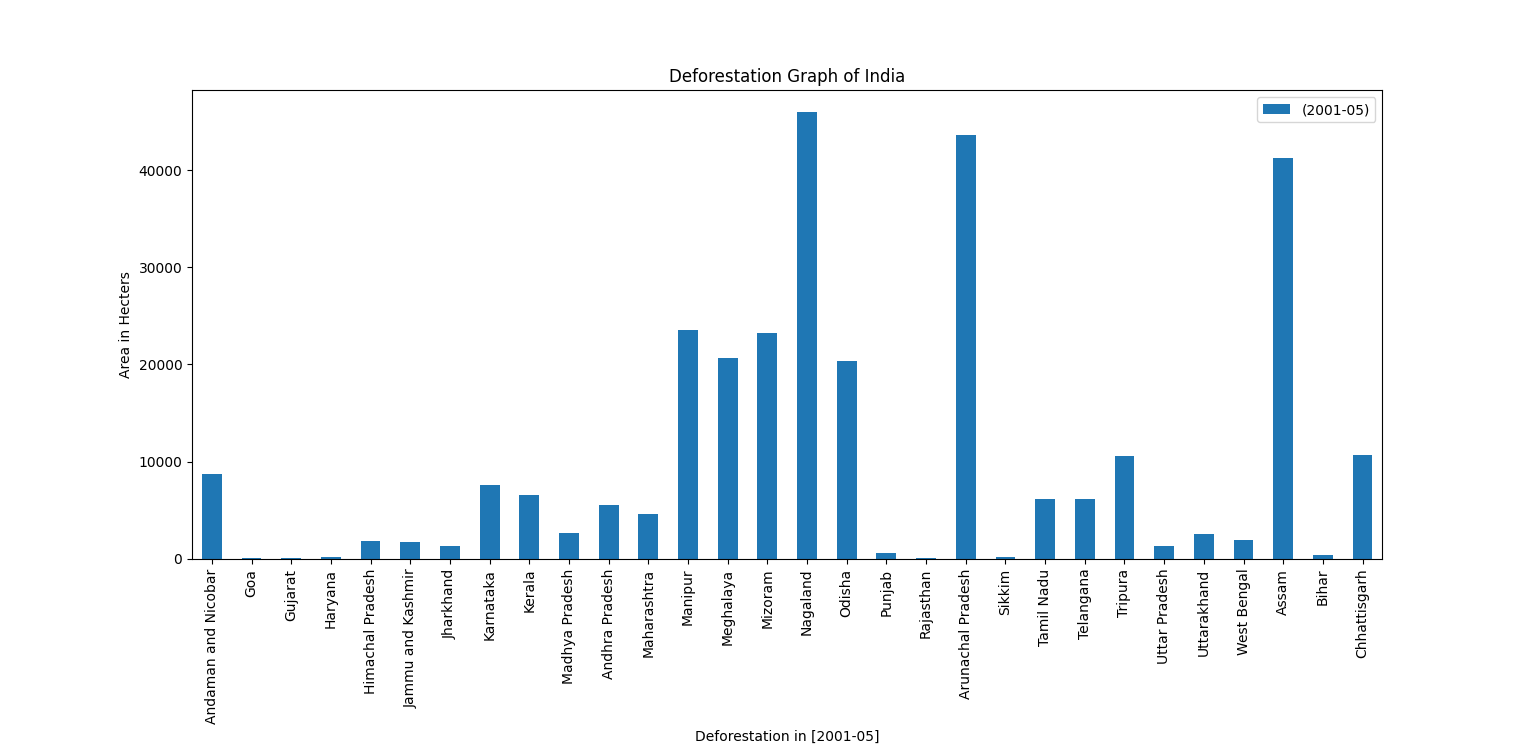 Deforestation Graph of India
(2001-05)
Area in Hecters
40000
30000
20000
10000
0
Andaman and Nicobar
Goa
Gujarat
Haryana
Himachal Pradesh
Jammu and Kashmir
Jharkhand
Karnataka
Kerala
Madhya Pradesh
Andhra Pradesh
Maharashtra
Manipur
Meghalaya
Mizoram
Nagaland
Odisha
Punjab
Rajasthan
Arunachal Pradesh
Sikkim
Tamil Nadu
Telangana
Tripura
Uttar Pradesh
Uttarakhand
West Bengal
Assam
Bihar
Chhattisgarh
Deforestation in [2001-05]